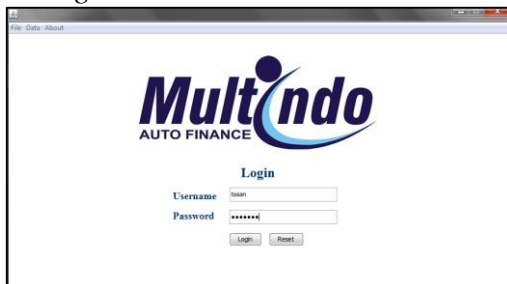 File Data About
Multindo
AUTO FINANCE
Login
Username
Password •••••••
Login Reset